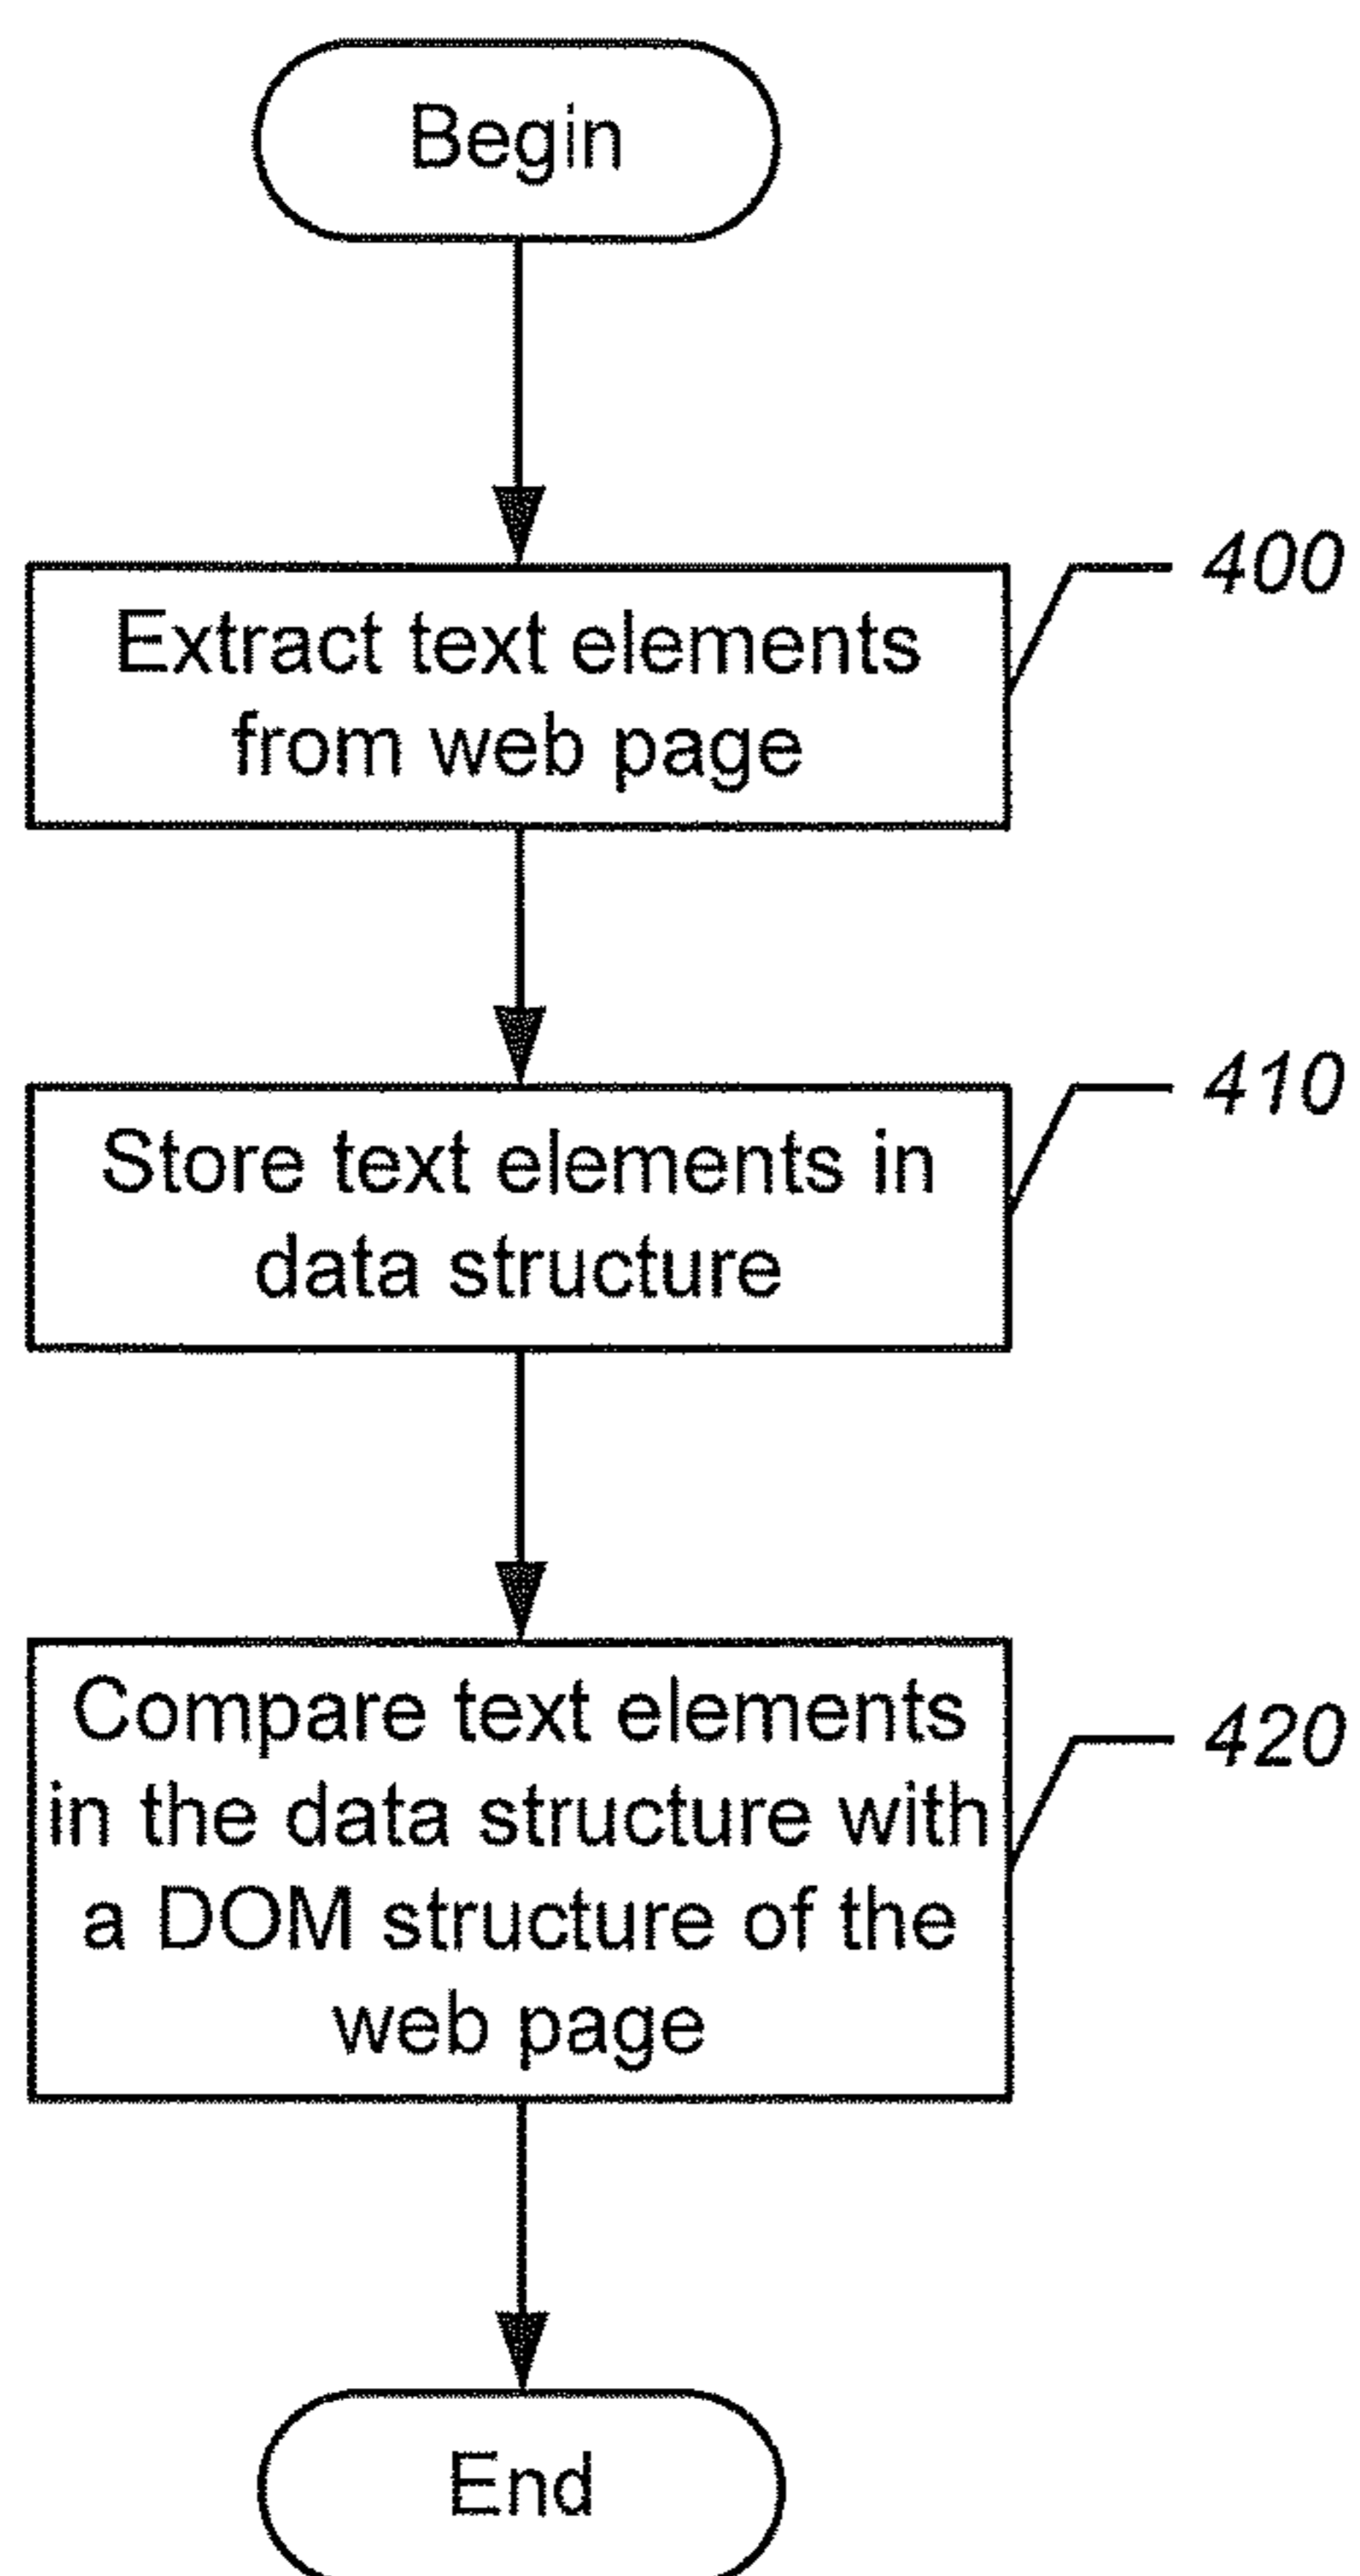 Begin
400
Extract text elements
from web page
410
Store text elements in
data structure
Compare text elements
420
in the data structure with
a DOM structure of the
web page
End